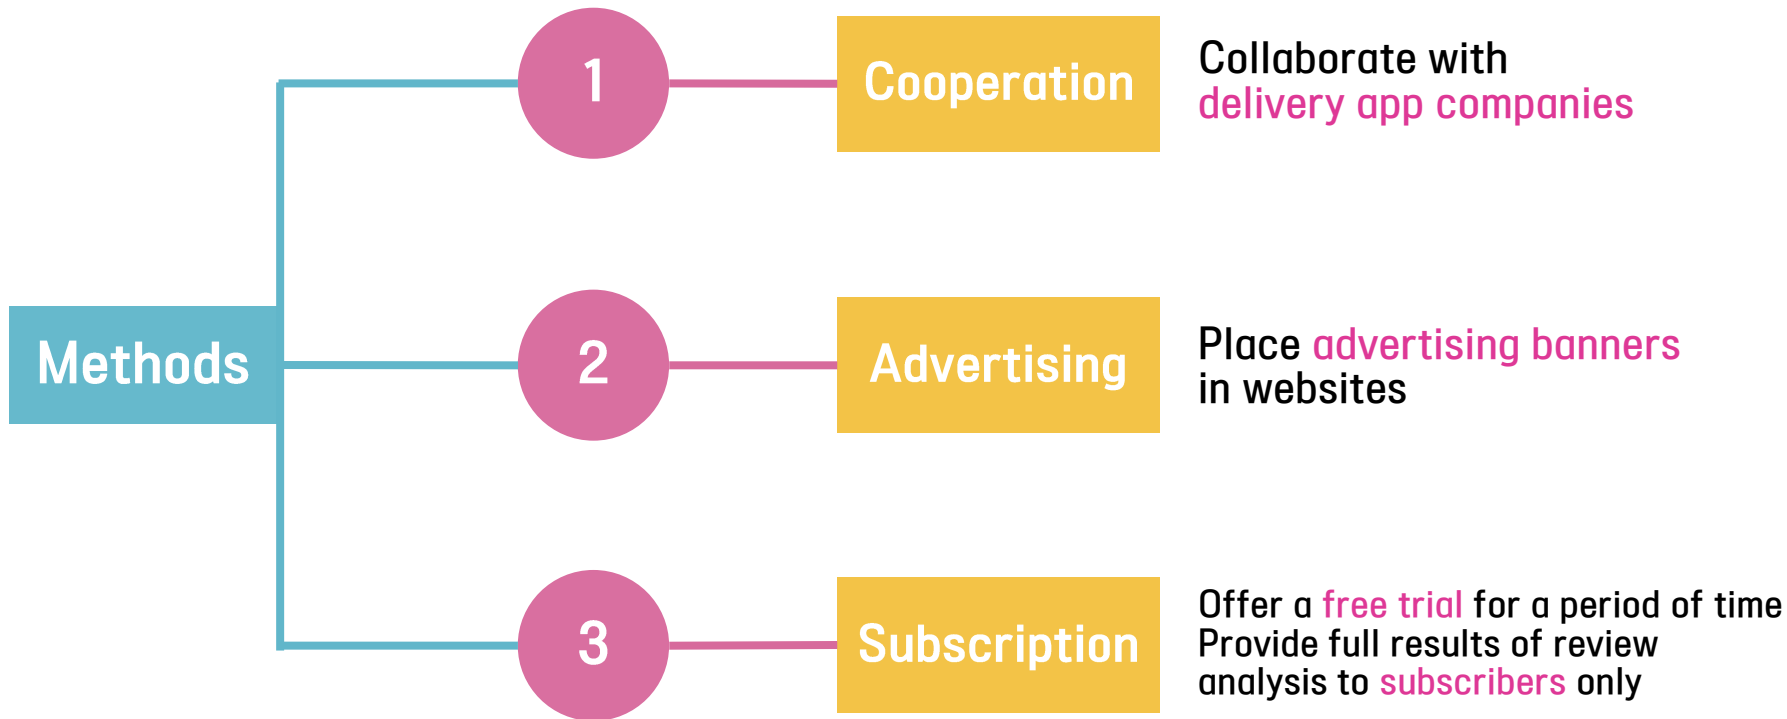 Methods
1
Cooperation
Collaborate with
delivery app companies
2
Advertising
Place advertising banners
in websites
3
Subscription
Offer a free trial for a period of time
Provide full results of review
analysis to subscribers only